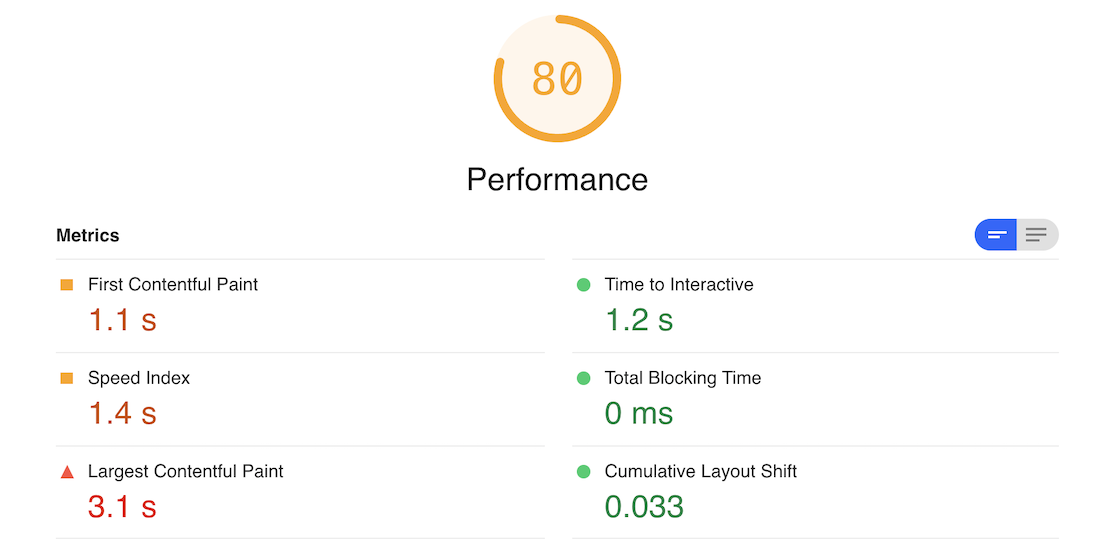 80
Performance
Metrics
First Contentful Paint
1.1 s
Time to Interactive
1.2 s
Speed Index
1.4 s
Total Blocking Time
0 ms
Largest Contentful Paint
3.1 s
Cumulative Layout Shift
0.033